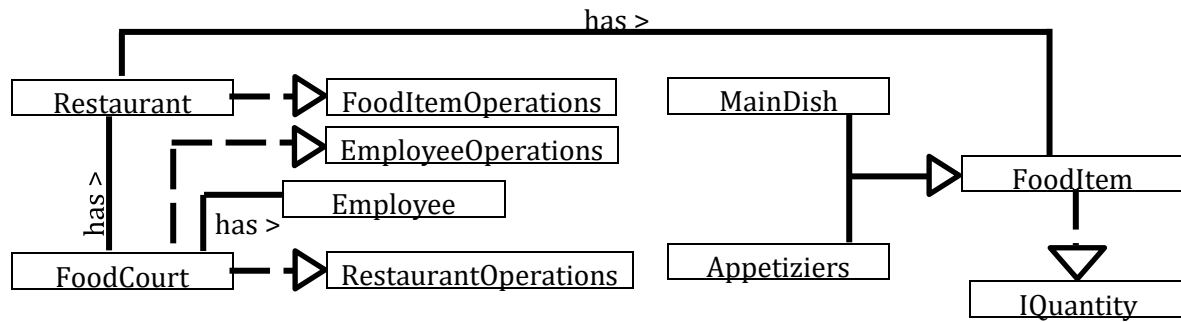 has >
Restaurant
FoodItemOperations
MainDish
EmployeeOperations
FoodItem
has >
Employee
has >
FoodCourt
RestaurantOperations
Appetiziers
IQuantity